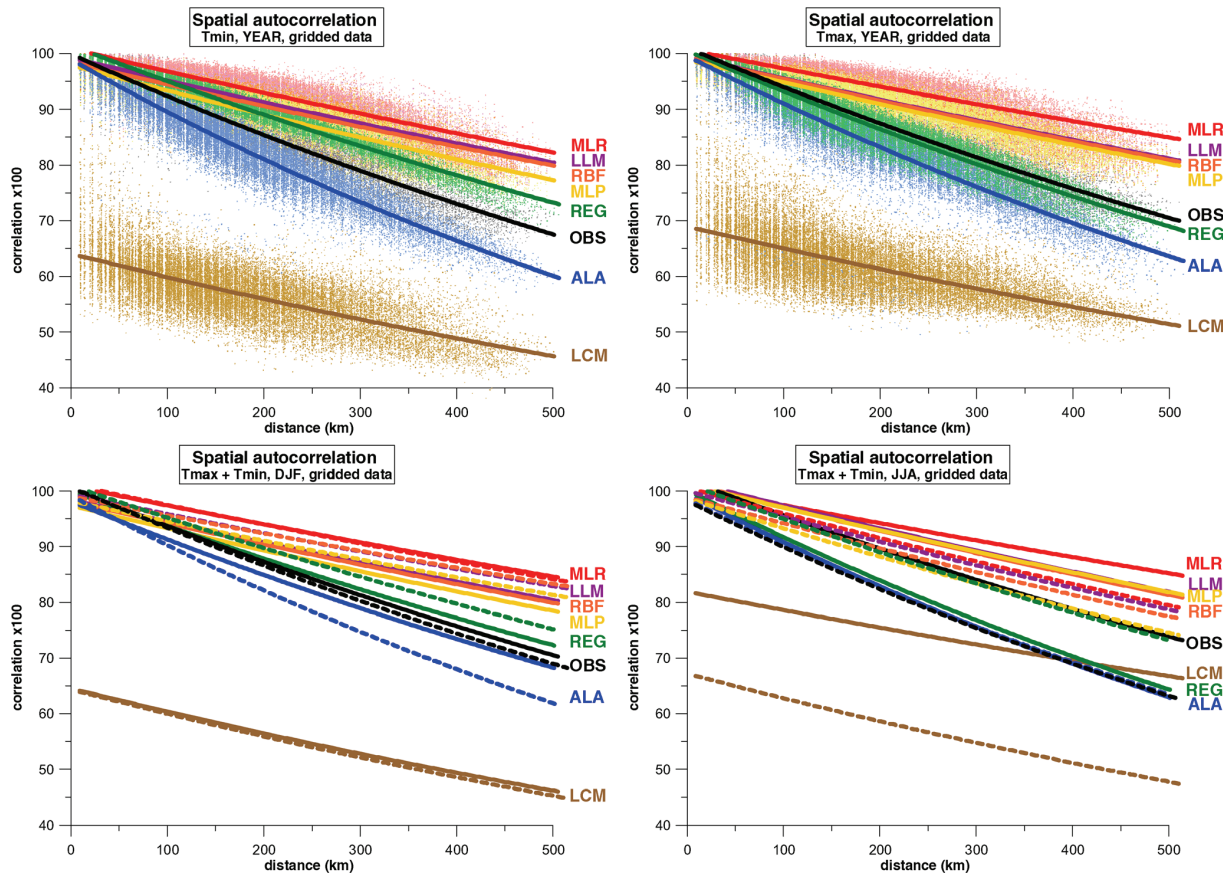 Spatial autocorrelation
Tmin, YEAR, gridded data
correlation x100
100
90
80
70
60
50
40
0
100
200
300
400
500
distance (km)
MLR
LLM
RBF
MLP
REG
OBS
ALA
LCM
Spatial autocorrelation
Tmax, YEAR, gridded data
correlation x100
100
90
80
70
60
50
40
0
100
200
300
400
500
distance (km)
MLR
LLM
RBF
MLP
OBS
REG
ALA
LCM
Spatial autocorrelation
Tmax + Tmin, DJF, gridded data
correlation x100
100
90
80
70
60
50
40
0
100
200
300
400
500
distance (km)
MLR
LLM
RBF
MLP
REG
OBS
ALA
LCM
Spatial autocorrelation
Tmax + Tmin, JJA, gridded data
correlation x100
100
90
80
70
60
50
40
0
100
200
300
400
500
distance (km)
MLR
LLM
MLP
RBF
OBS
LCM
REG
ALA